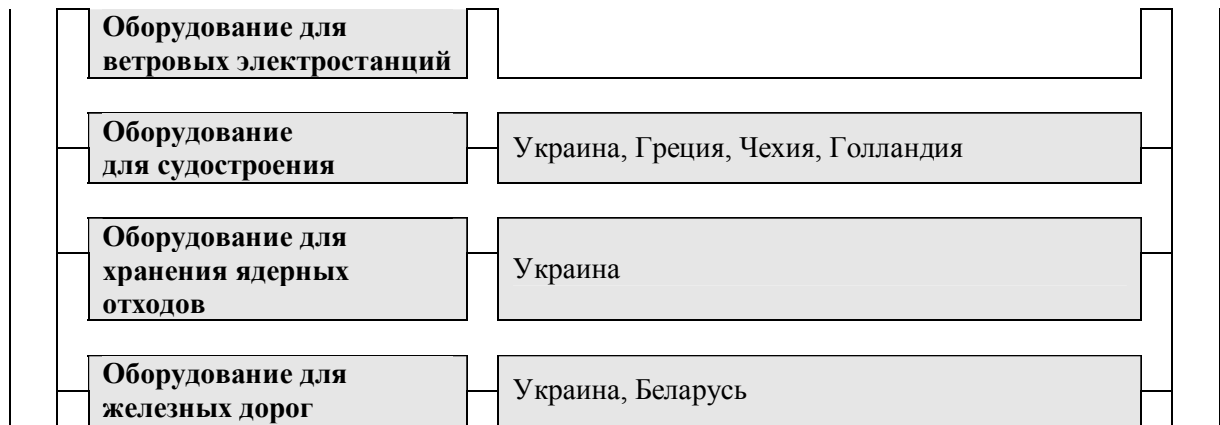 Оборудование для
ветровых электростанций
Оборудование
для судостроения
Украина, Греция, Чехия, Голландия
Оборудование для
хранения ядерных
отходов
Украина
Оборудование для
железных дорог
Украина, Беларусь